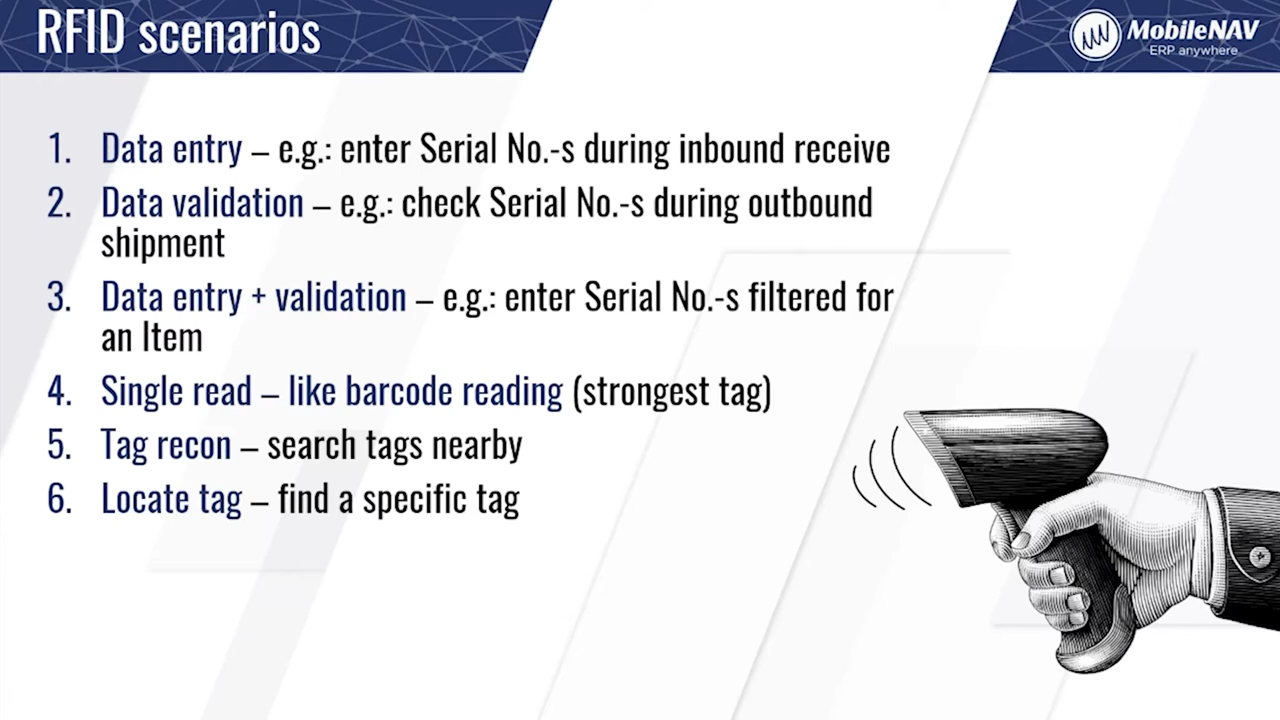 RFID scenarios
MobileNAV
ERP anywhere
1. Data entry – e.g.: enter Serial No.-s during inbound receive
2. Data validation – e.g.: check Serial No.-s during outbound
shipment
3. Data entry + validation – e.g.: enter Serial No.-s filtered for
an Item
4. Single read – like barcode reading (strongest tag)
5. Tag recon – search tags nearby
6. Locate tag – find a specific tag